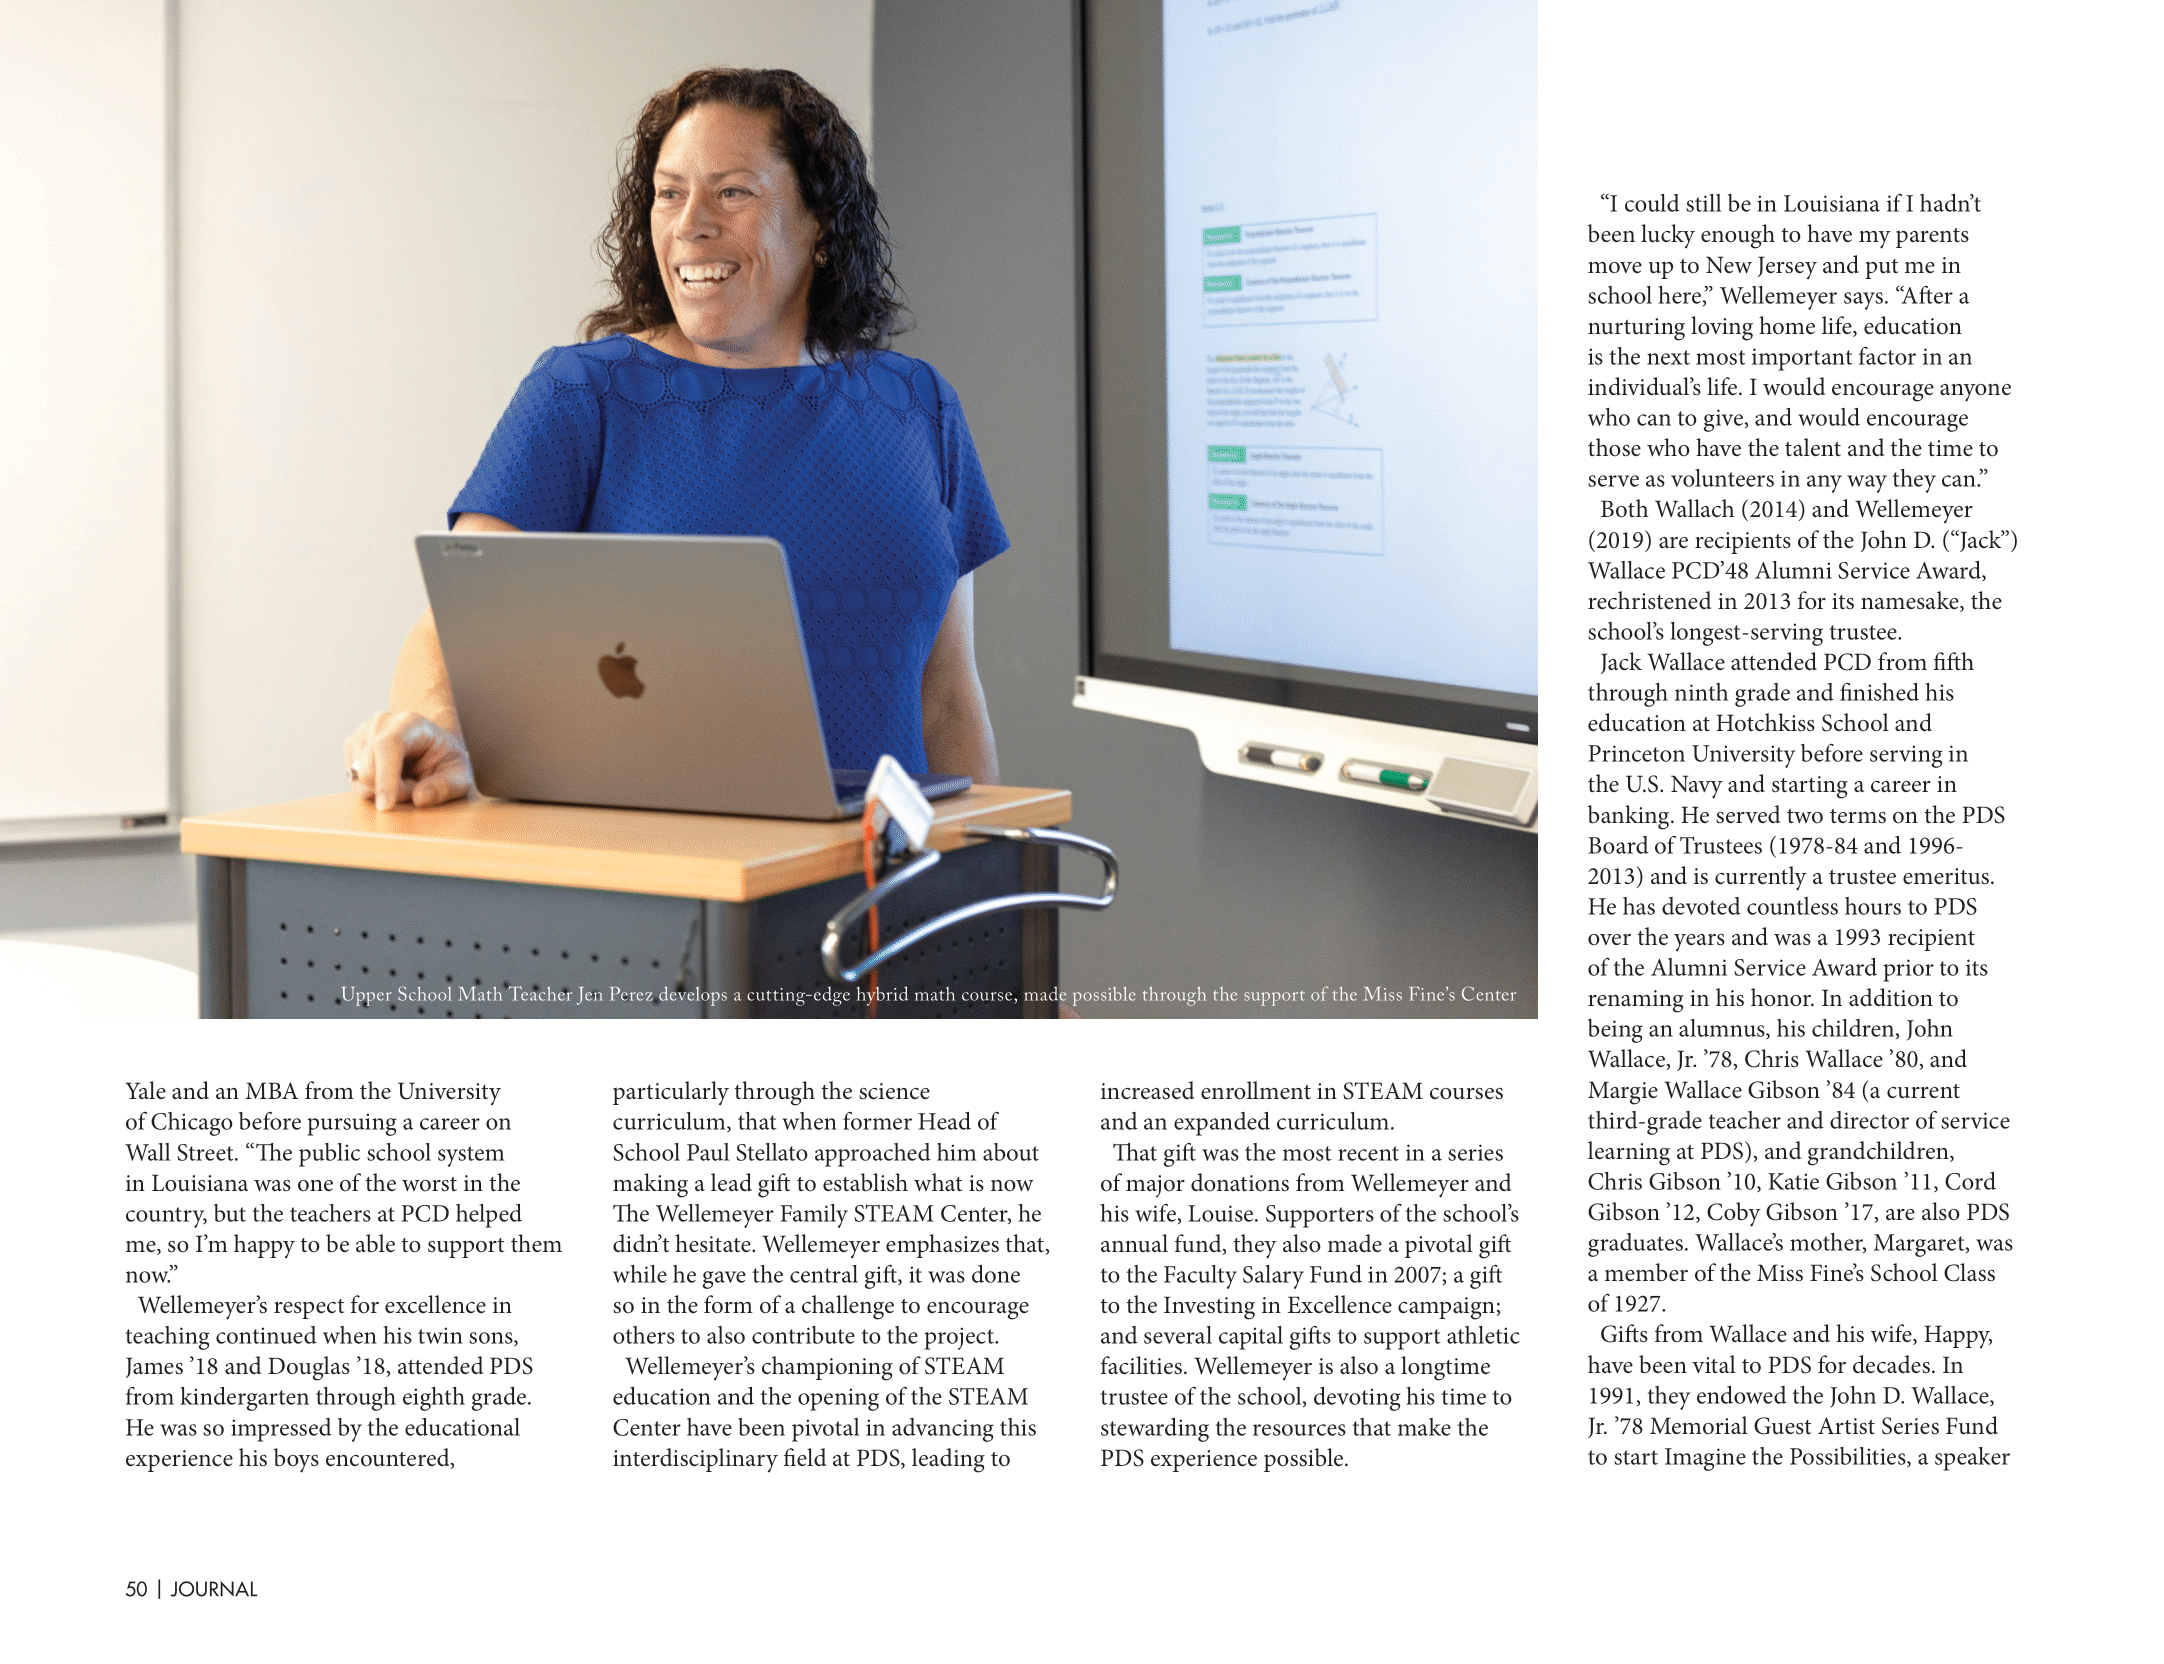 Upper School Math Teacher Jen Perez develops a cutting-edge hybrid math course, made possible through the support of the Miss Fine’s Center
Yale and an MBA from the University
of Chicago before pursuing a career on
Wall Street. “The public school system
in Louisiana was one of the worst in the
country, but the teachers at PCD helped
me, so I’m happy to be able to support them
now.”
Wellemeyer’s respect for excellence in
teaching continued when his twin sons,
James ’18 and Douglas ’18, attended PDS
from kindergarten through eighth grade.
He was so impressed by the educational
experience his boys encountered,
particularly through the science
curriculum, that when former Head of
School Paul Stellato approached him about
making a lead gift to establish what is now
The Wellemeyer Family STEAM Center, he
didn’t hesitate. Wellemeyer emphasizes that,
while he gave the central gift, it was done
so in the form of a challenge to encourage
others to also contribute to the project.
Wellemeyer’s championing of STEAM
education and the opening of the STEAM
Center have been pivotal in advancing this
interdisciplinary field at PDS, leading to
increased enrollment in STEAM courses
and an expanded curriculum.
That gift was the most recent in a series
of major donations from Wellemeyer and
his wife, Louise. Supporters of the school’s
annual fund, they also made a pivotal gift
to the Faculty Salary Fund in 2007; a gift
to the Investing in Excellence campaign;
and several capital gifts to support athletic
facilities. Wellemeyer is also a longtime
trustee of the school, devoting his time to
stewarding the resources that make the
PDS experience possible.
“I could still be in Louisiana if I hadn’t
been lucky enough to have my parents
move up to New Jersey and put me in
school here,” Wellemeyer says. “After a
nurturing loving home life, education
is the next most important factor in an
individual’s life. I would encourage anyone
who can to give, and would encourage
those who have the talent and the time to
serve as volunteers in any way they can.”
Both Wallach (2014) and Wellemeyer
(2019) are recipients of the John D. (“Jack”)
Wallace PCD’48 Alumni Service Award,
rechristened in 2013 for its namesake, the
school’s longest-serving trustee.
Jack Wallace attended PCD from fifth
through ninth grade and finished his
education at Hotchkiss School and
Princeton University before serving in
the U.S. Navy and starting a career in
banking. He served two terms on the PDS
Board of Trustees (1978-84 and 1996-
2013) and is currently a trustee emeritus.
He has devoted countless hours to PDS
over the years and was a 1993 recipient
of the Alumni Service Award prior to its
renaming in his honor. In addition to
being an alumnus, his children, John
Wallace, Jr. ’78, Chris Wallace ’80, and
Margie Wallace Gibson ’84 (a current
third-grade teacher and director of service
learning at PDS), and grandchildren,
Chris Gibson ’10, Katie Gibson ’11, Cord
Gibson ’12, Coby Gibson ’17, are also PDS
graduates. Wallace’s mother, Margaret, was
a member of the Miss Fine’s School Class
of 1927.
Gifts from Wallace and his wife, Happy,
have been vital to PDS for decades. In
1991, they endowed the John D. Wallace,
Jr. ’78 Memorial Guest Artist Series Fund
to start Imagine the Possibilities, a speaker
50 | JOURNAL